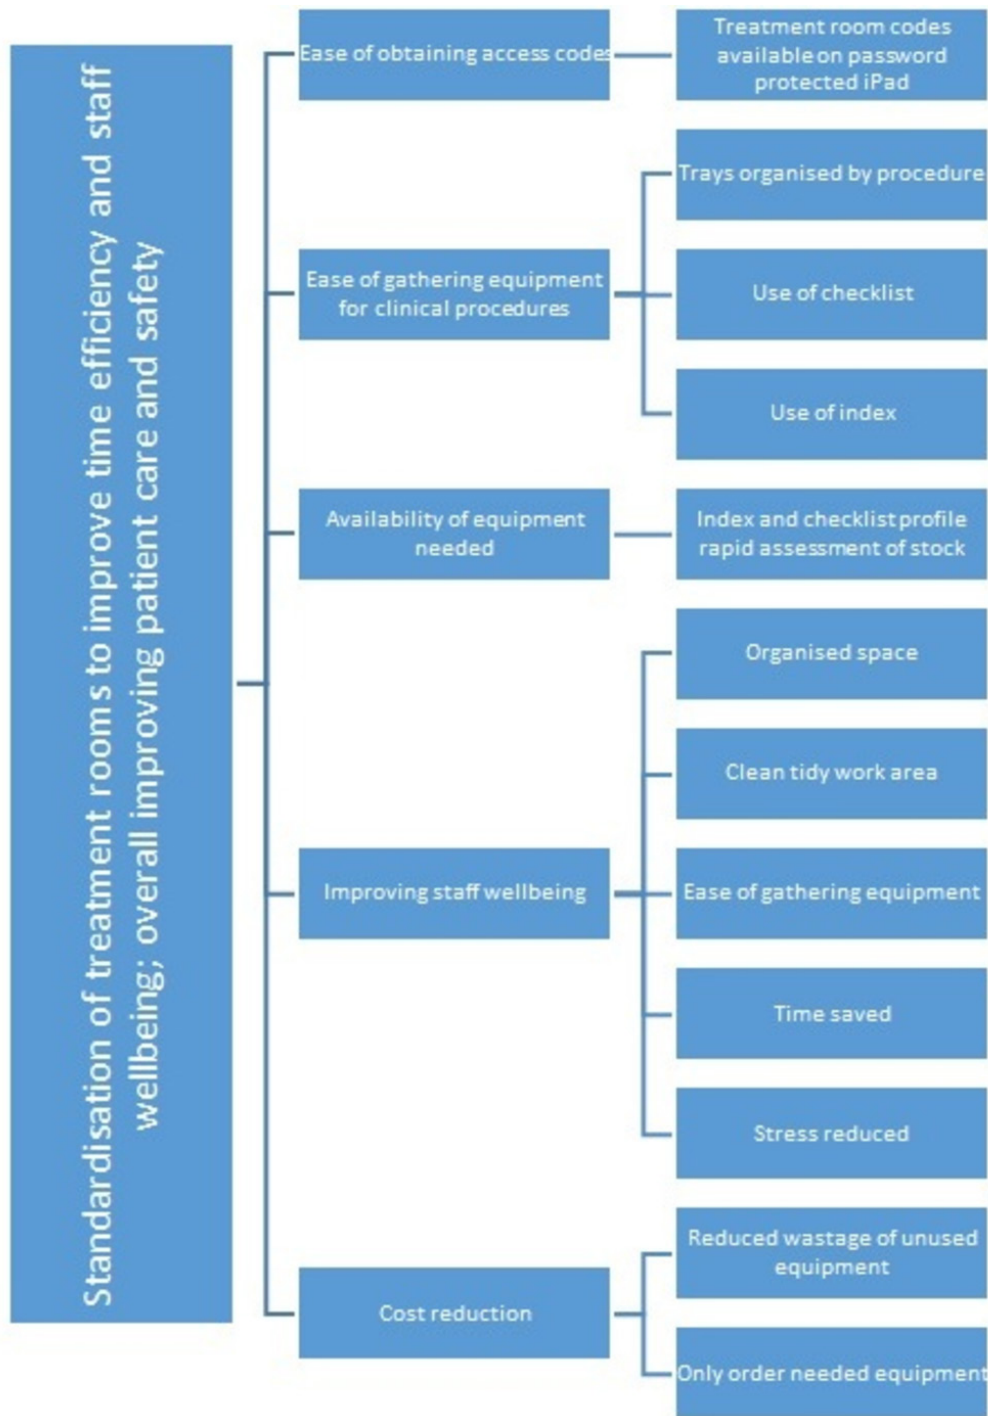 Standardisation of treatment rooms to improve time efficiency and staff
wellbeing; overall improving patient care and safety
Ease of obtaining access codes
Treatment room codes
available on password
protected iPad
Ease of gathering equipment
for clinical procedures
Trays organised by procedure
Use of checklist
Use of index
Availability of equipment
needed
Index and checklist profile
rapid assessment of stock
Improving staff wellbeing
Organised space
Clean tidy work area
Ease of gathering equipment
Time saved
Stress reduced
Cost reduction
Reduced wastage of unused
equipment
Only order needed equipment